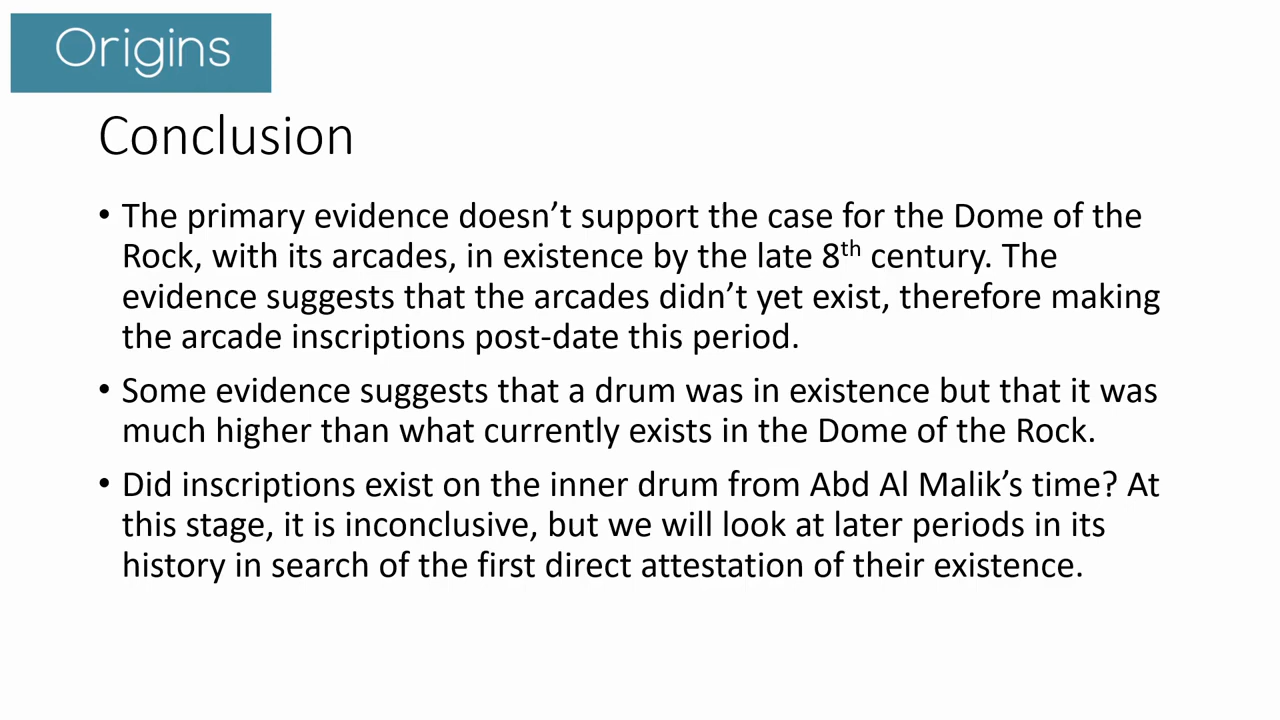 Origins
Conclusion
• The primary evidence doesn’t support the case for the Dome of the
Rock, with its arcades, in existence by the late 8th century. The
evidence suggests that the arcades didn’t yet exist, therefore making
the arcade inscriptions post-date this period.
• Some evidence suggests that a drum was in existence but that it was
much higher than what currently exists in the Dome of the Rock.
• Did inscriptions exist on the inner drum from Abd Al Malik’s time? At
this stage, it is inconclusive, but we will look at later periods in its
history in search of the first direct attestation of their existence.